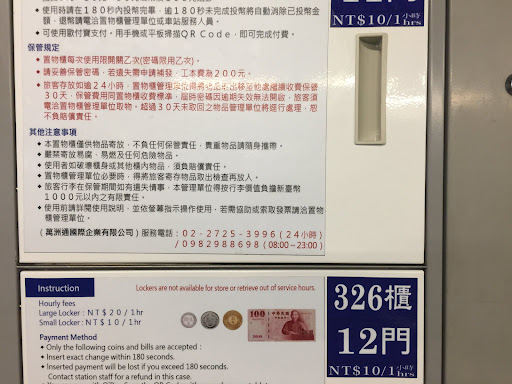 • 使用時請在180秒內投幣完畢，逾180秒未完成投幣將自動消除已投幣金
額，退幣請電洽置物櫃管理單位或車站服務人員。
• 可使用歐付寶支付，用手機或平板將描QR Code，即可完成付費。
保管規定
• 置物櫃每次使用限開關乙次(密碼限用乙次)。
• 請妥善保管密碼，若遺失需申請補發，工本費為200元。
• 旅客存放如逾24小時，置物櫃管理單位得將物品取出移至他處繼續收費保管
30天，保管費用同置物櫃收費標準，屆時密碼因逾期失效無法開啟，旅客須
電洽置物櫃管理單位取物。超過30天未取回之物品管理單位將逕行處理，恕
不負賠償責任。
其他注意事項
• 本置物櫃僅供物品寄放，不負任何保管責任，貴重物品請隨身攜帶。
• 嚴禁寄放易腐、易燃及任何危險物品。
• 使用者如破壞櫃身或其他櫃內物品，須負賠償責任。
• 置物櫃管理單位必要時，得將旅客寄存物品取出檢查再放入。
• 旅客行李在保管期間如有遺失情事，本管理單位得按行李價值負擔新臺幣
1000元以內之有限責任。
• 使用前請詳閱使用說明，並依螢幕指示操作使用，若需協助或索取發票請洽置物
櫃管理單位。
(萬洲通國際企業有限公司)服務電話：02-2725-3996(24小時)
/ 0982988698 (08:00~23:00)
NT$10/1小時
hrs
Instruction
Lockers are not available for store or retrieve out of service hours.
Hourly fees
Large Locker : NT$20/1hr
Small Locker : NT$10/1hr
100
Payment Method
• Only the following coins and bills are accepted :
• Insert exact change within 180 seconds.
• Inserted payment will be lost if you exceed 180 seconds.
Contact station staff for a refund in this case.
326櫃
12門
NT$10/1小時
hrs